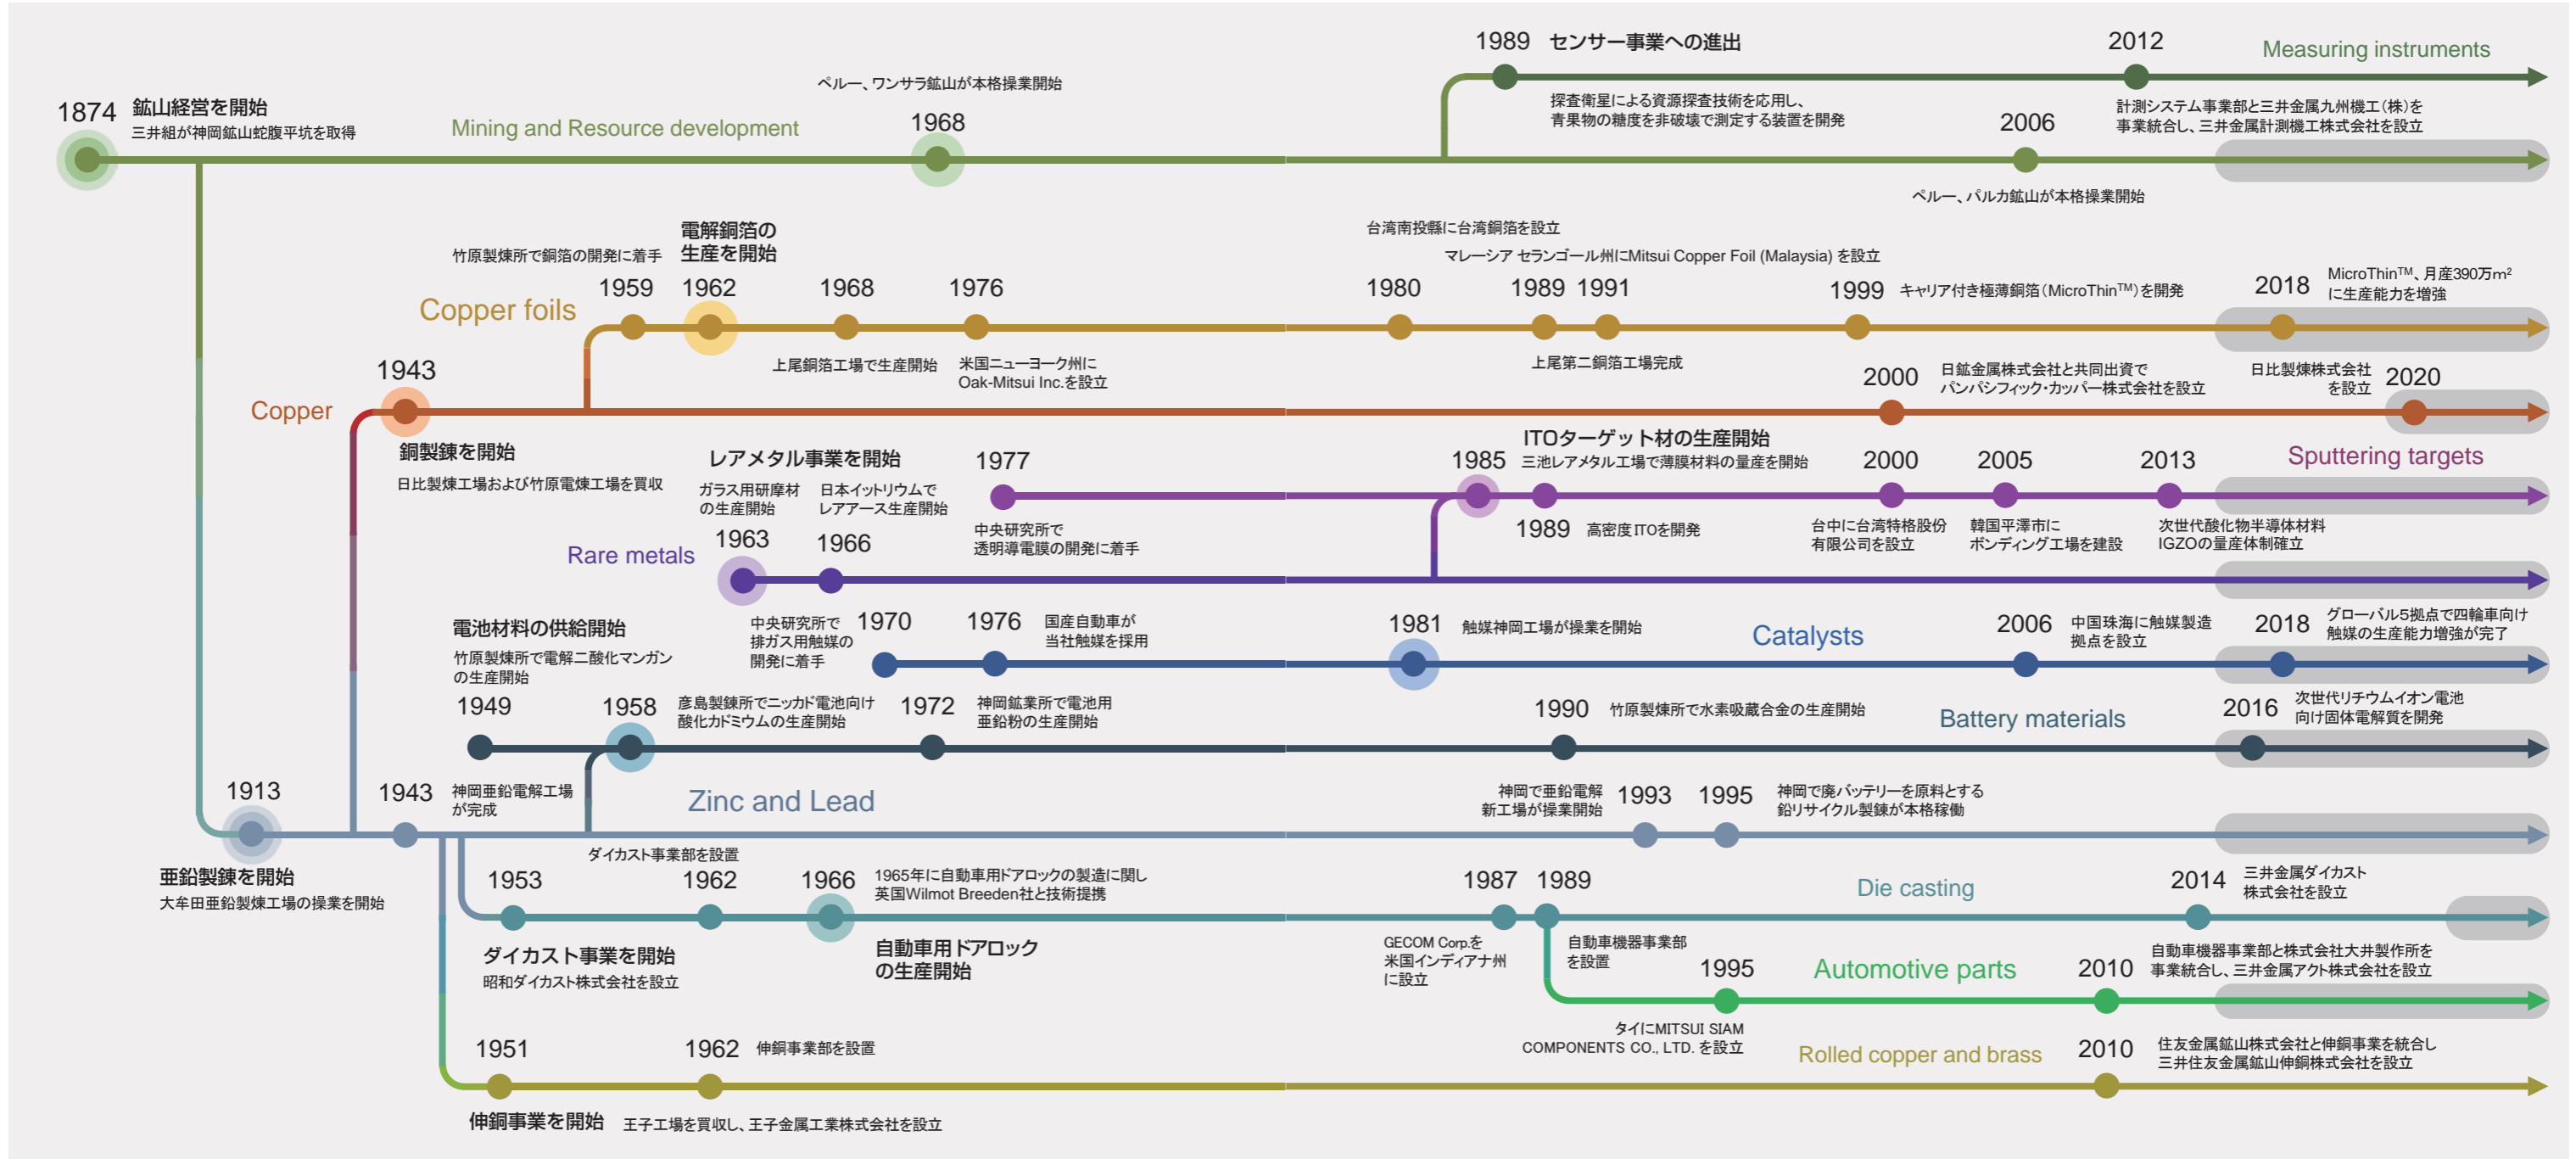 1989 センサー事業への進出
2012
Measuring instruments
ペルー、ワンサラ鉱山が本格操業開始
1874 鉱山経営を開始
三井組が神岡鉱山蛇腹平坑を取得
Mining and Resource development
1968
探査衛星による資源探査技術を応用し、
青果物の糖度を非破壊で測定する装置を開発
計測システム事業部と三井金属九州機工（株）を
事業統合し、三井金属計測機工株式会社を設立
2006
ペルー、パルカ鉱山が本格操業開始
竹原製煉所で銅箔の開発に着手
電解銅箔の
生産を開始
台湾南投縣に台湾銅箔を設立
マレーシア セランゴール州にMitsui Copper Foil (Malaysia) を設立
Copper foils
1959
1962
1968
1976
1980
1989
1991
1999 キャリア付き極薄銅箔（MicroThin™）を開発
2018
MicroThin™、月産390万m²
に生産能力を増強
上尾銅箔工場で生産開始
米国ニューヨーク州に
Oak-Mitsui Inc.を設立
上尾第二銅箔工場完成
Copper
1943
2000
日鉱金属株式会社と共同出資で
パンパシフィック・カッパー株式会社を設立
日比製煉株式会社
を設立
2020
銅製錬を開始
日比製煉工場および竹原電煉工場を買収
レアメタル事業を開始
ガラス用研摩材
の生産開始
日本イットリウムで
レアアース生産開始
1977
中央研究所で
透明導電膜の開発に着手
1985
ITOターゲット材の生産開始
三池レアメタル工場で薄膜材料の量産を開始
1989 高密度ITOを開発
2000
台中に台湾特格股份
有限公司を設立
2005
韓国平澤市に
ボンディング工場を建設
2013
次世代酸化物半導体材料
IGZOの量産体制確立
Sputtering targets
Rare metals
1963
1966
中央研究所で
排ガス用触媒の
開発に着手
1970
1976
国産自動車が
当社触媒を採用
1981
触媒神岡工場が操業を開始
Catalysts
2006
中国珠海に触媒製造
拠点を設立
2018
グローバル5拠点で四輪車向け
触媒の生産能力増強が完了
電池材料の供給開始
竹原製煉所で電解二酸化マンガン
の生産開始
1949
1958
彦島製錬所でニッカド電池向け
酸化カドミウムの生産開始
1972
神岡鉱業所で電池用
亜鉛粉の生産開始
1990
竹原製煉所で水素吸蔵合金の生産開始
Battery materials
2016
次世代リチウムイオン電池
向け固体電解質を開発
1913
1943
神岡亜鉛電解工場
が完成
Zinc and Lead
神岡で亜鉛電解
新工場が操業開始
1993
1995
神岡で廃バッテリーを原料とする
鉛リサイクル製錬が本格稼働
亜鉛製錬を開始
大牟田亜鉛製煉工場の操業を開始
ダイカスト事業部を設置
1953
1962
1966
1965年に自動車用ドアロックの製造に関し
英国Wilmot Breeden社と技術提携
1987
1989
Die casting
2014
三井金属ダイカスト
株式会社を設立
ダイカスト事業を開始
昭和ダイカスト株式会社を設立
自動車用ドアロック
の生産開始
GECOM Corp.を
米国インディアナ州
に設立
自動車機器事業部
を設置
1995
Automotive parts
2010
自動車機器事業部と株式会社大井製作所を
事業統合し、三井金属アクト株式会社を設立
タイにMITSUI SIAM
COMPONENTS CO., LTD. を設立
1951
1962 伸銅事業部を設置
Rolled copper and brass
2010
住友金属鉱山株式会社と伸銅事業を統合し
三井住友金属鉱山伸銅株式会社を設立
伸銅事業を開始
王子工場を買収し、王子金属工業株式会社を設立